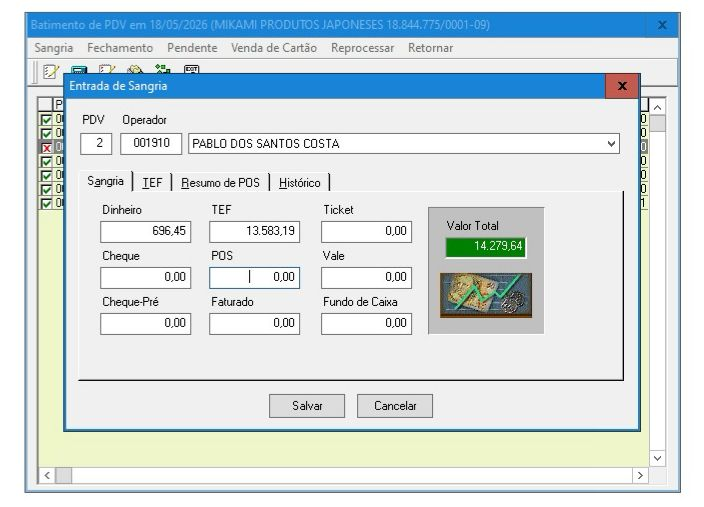 Batimento de PDV em 18/05/2026 (MIKAMI PRODUTOS JAPONESES 18.844.775/0001-09) x
Sangria Fechamento Pendente Venda de Cartão Reprocessar Retornar
Entrada de Sangria x
PDV Operador
2 001910 PABLO DOS SANTOS COSTA
Sangria TEF Resumo de POS Histórico
Dinheiro TEF Ticket
696,45 13.583,19 0,00
Valor Total
14.279,64
Cheque POS Vale
0,00 0,00 0,00
Cheque-Pré Faturado Fundo de Caixa
0,00 0,00 0,00
Salvar Cancelar